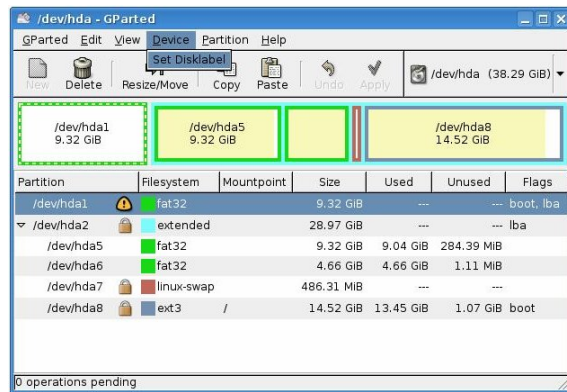 /dev/hda - GParted
GParted Edit View Device Partition Help
Set Disklabel
New Delete Resize/Move Copy Paste Undo Apply /dev/hda (38.29 GiB)
/dev/hda1 /dev/hda5 /dev/hda8
9.32 GiB 9.32 GiB 14.52 GiB
Partition Filesystem Mountpoint Size Used Unused Flags
/dev/hda1 fat32 9.32 GiB --- --- boot, lba
/dev/hda2 extended 28.97 GiB --- --- lba
/dev/hda5 fat32 9.32 GiB 9.04 GiB 284.39 MiB
/dev/hda6 fat32 4.66 GiB 4.66 GiB 1.11 MiB
/dev/hda7 linux-swap 486.31 MiB --- ---
/dev/hda8 ext3 / 14.52 GiB 13.45 GiB 1.07 GiB boot
0 operations pending